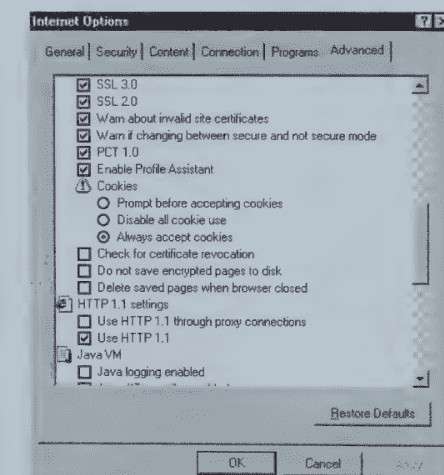 Internet Options
General Security Content Connection Programs Advanced
SSL 3.0
SSL 2.0
Warn about invalid site certificates
Warn if changing between secure and not secure mode
PCT 1.0
Enable Profile Assistant
Cookies
Prompt before accepting cookies
Disable all cookie use
Always accept cookies
Check for certificate revocation
Do not save encrypted pages to disk
Delete saved pages when browser closed
HTTP 1.1 settings
Use HTTP 1.1 through proxy connections
Use HTTP 1.1
Java VM
Java logging enabled
Restore Defaults
OK Cancel Apply